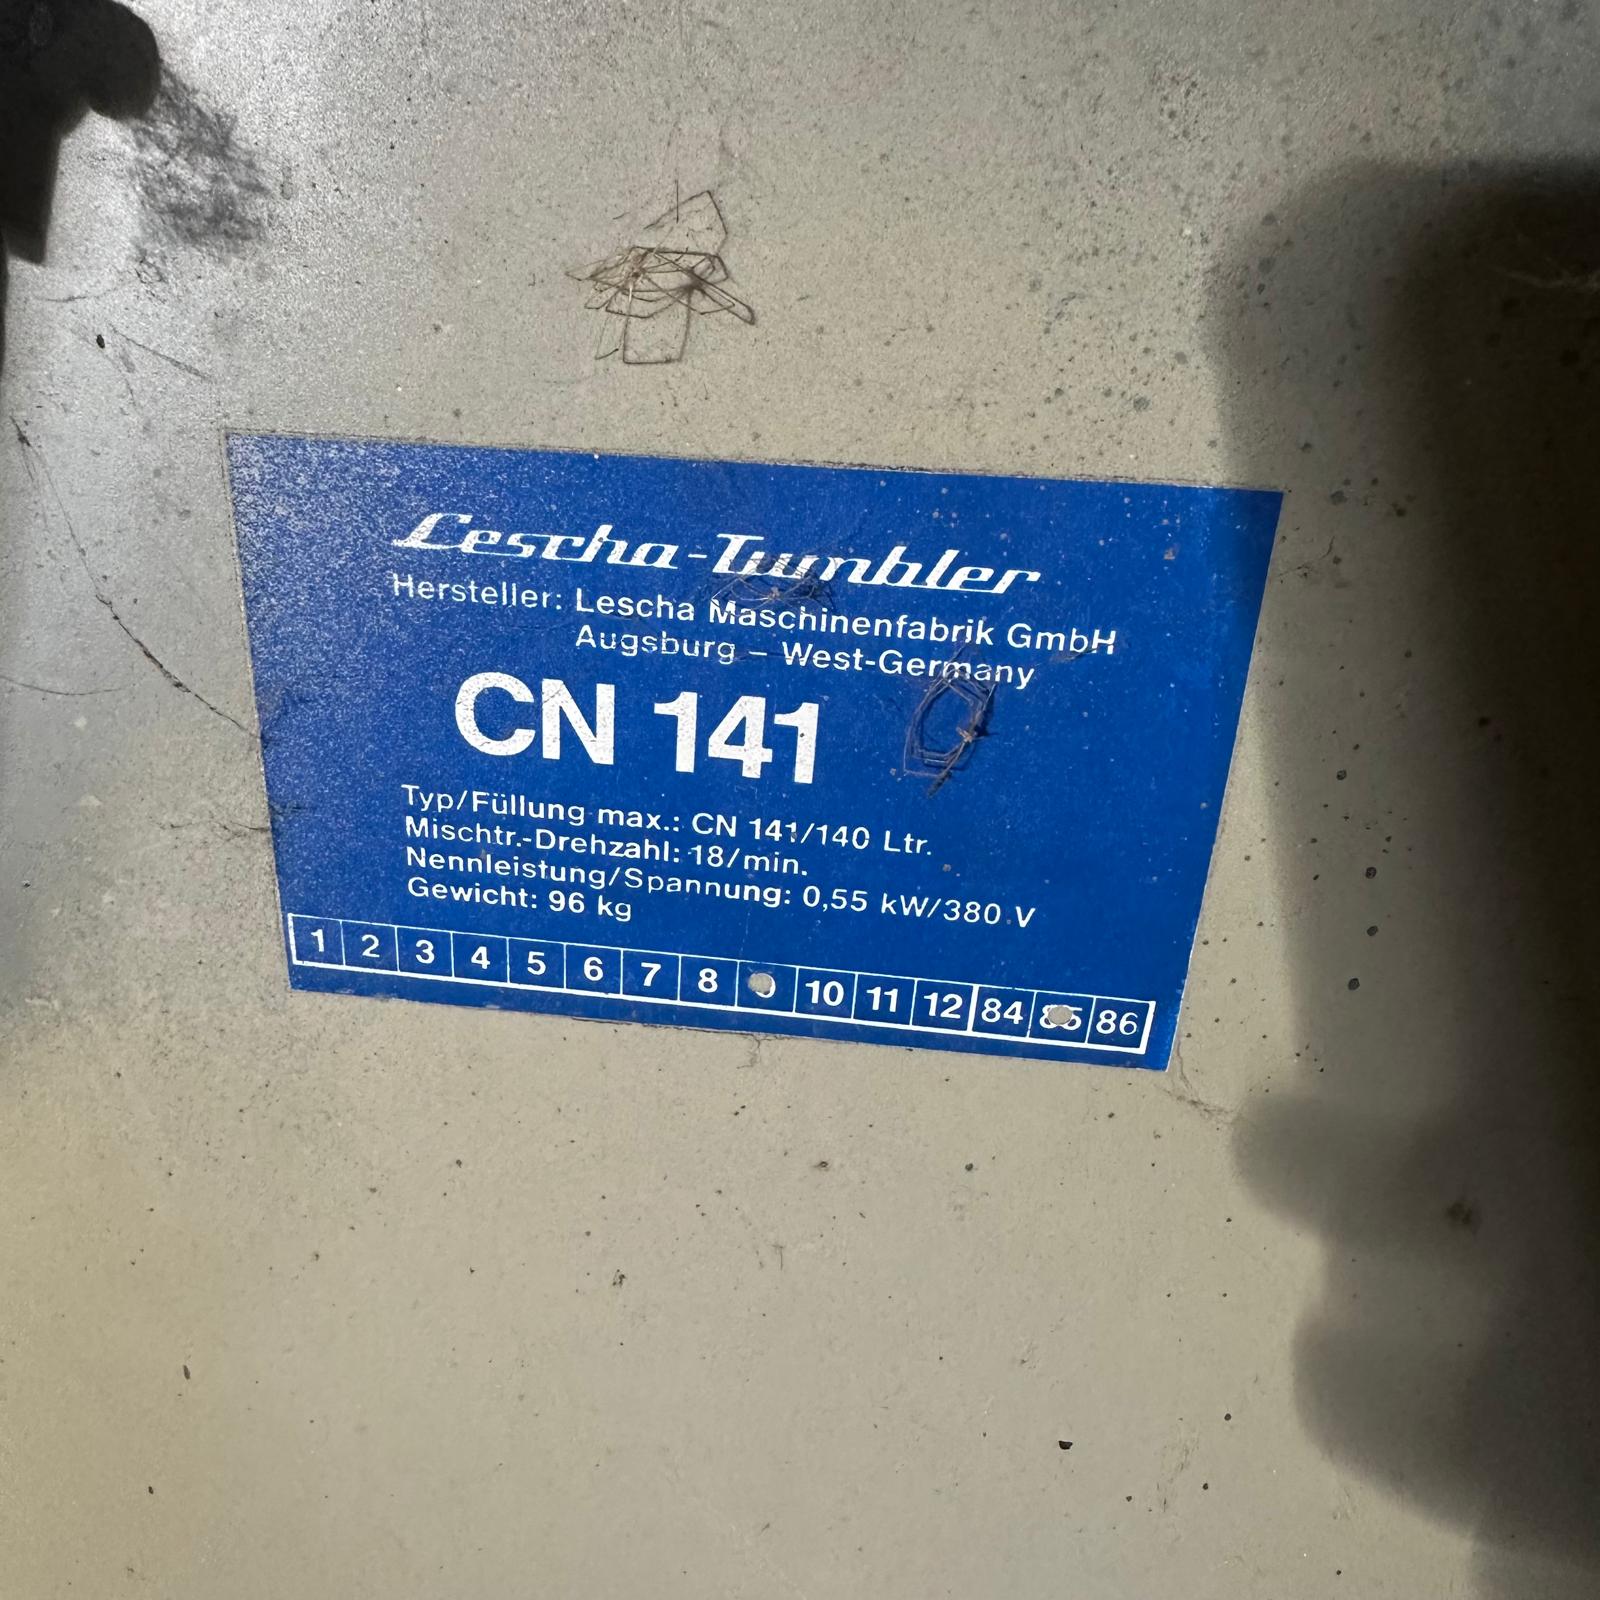 Lescha-Tumbler
Hersteller: Lescha Maschinenfabrik GmbH
Augsburg – West-Germany
CN 141
Typ/Füllung max.: CN 141/140 Ltr.
Mischtr.-Drehzahl: 18/min.
Nennleistung/Spannung: 0,55 kW/380 V
Gewicht: 96 kg
1 2 3 4 5 6 7 8 9 10 11 12 84 85 86